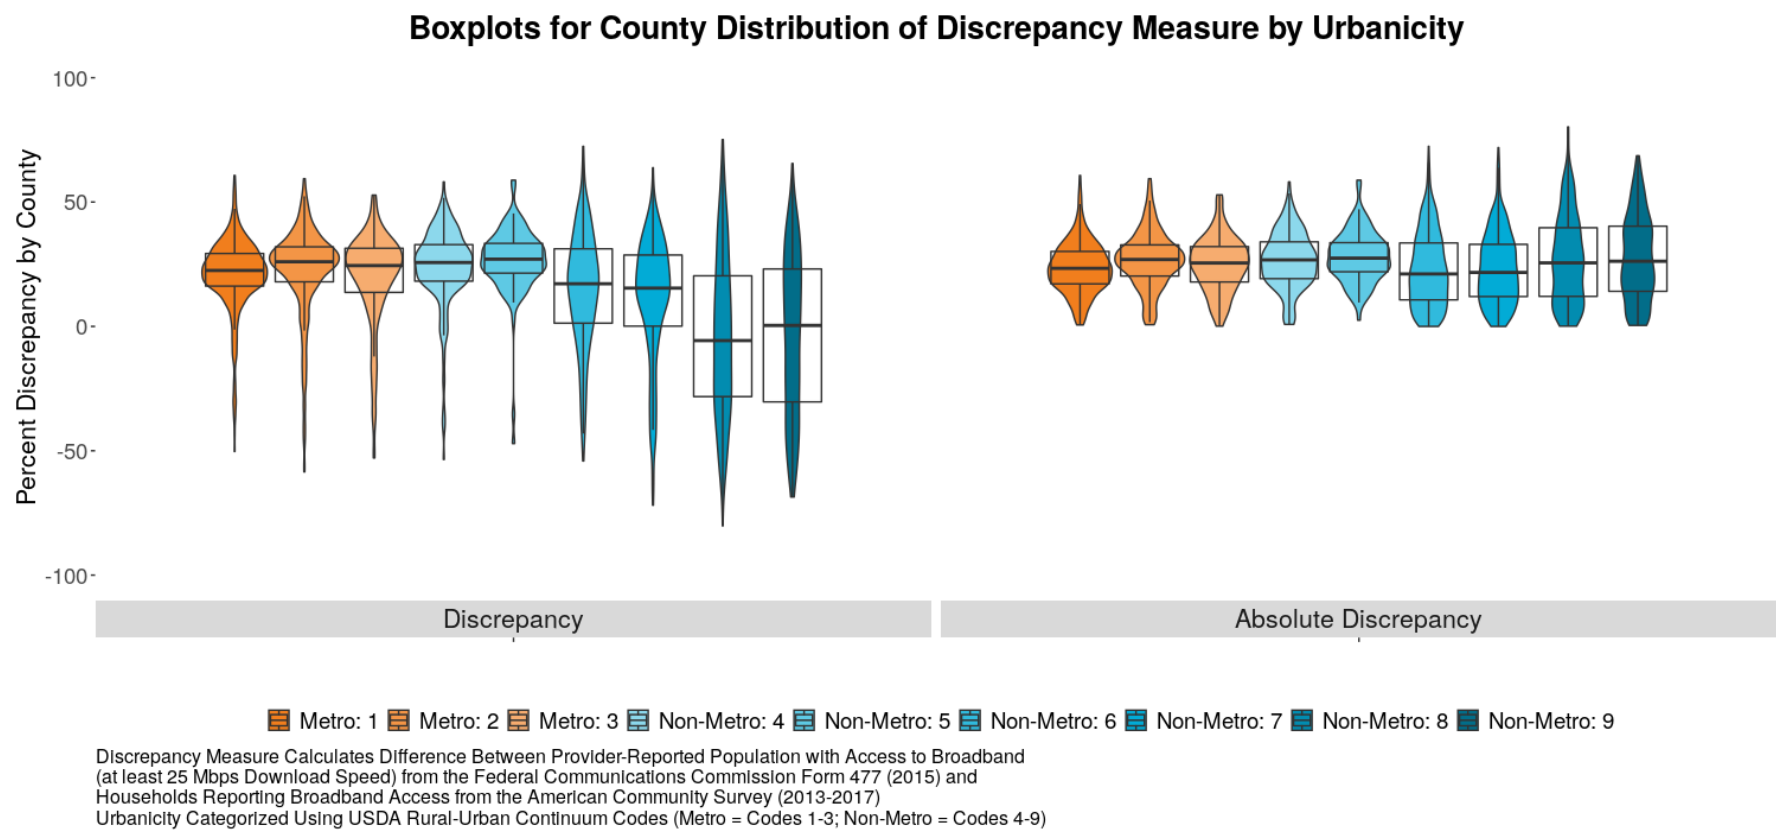 Boxplots for County Distribution of Discrepancy Measure by Urbanicity
Percent Discrepancy by County
100
50
0
-50
-100
Discrepancy
Absolute Discrepancy
Metro: 1 Metro: 2 Metro: 3 Non-Metro: 4 Non-Metro: 5 Non-Metro: 6 Non-Metro: 7 Non-Metro: 8 Non-Metro: 9
Discrepancy Measure Calculates Difference Between Provider-Reported Population with Access to Broadband
(at least 25 Mbps Download Speed) from the Federal Communications Commission Form 477 (2015) and
Households Reporting Broadband Access from the American Community Survey (2013-2017)
Urbanicity Categorized Using USDA Rural-Urban Continuum Codes (Metro = Codes 1-3; Non-Metro = Codes 4-9)